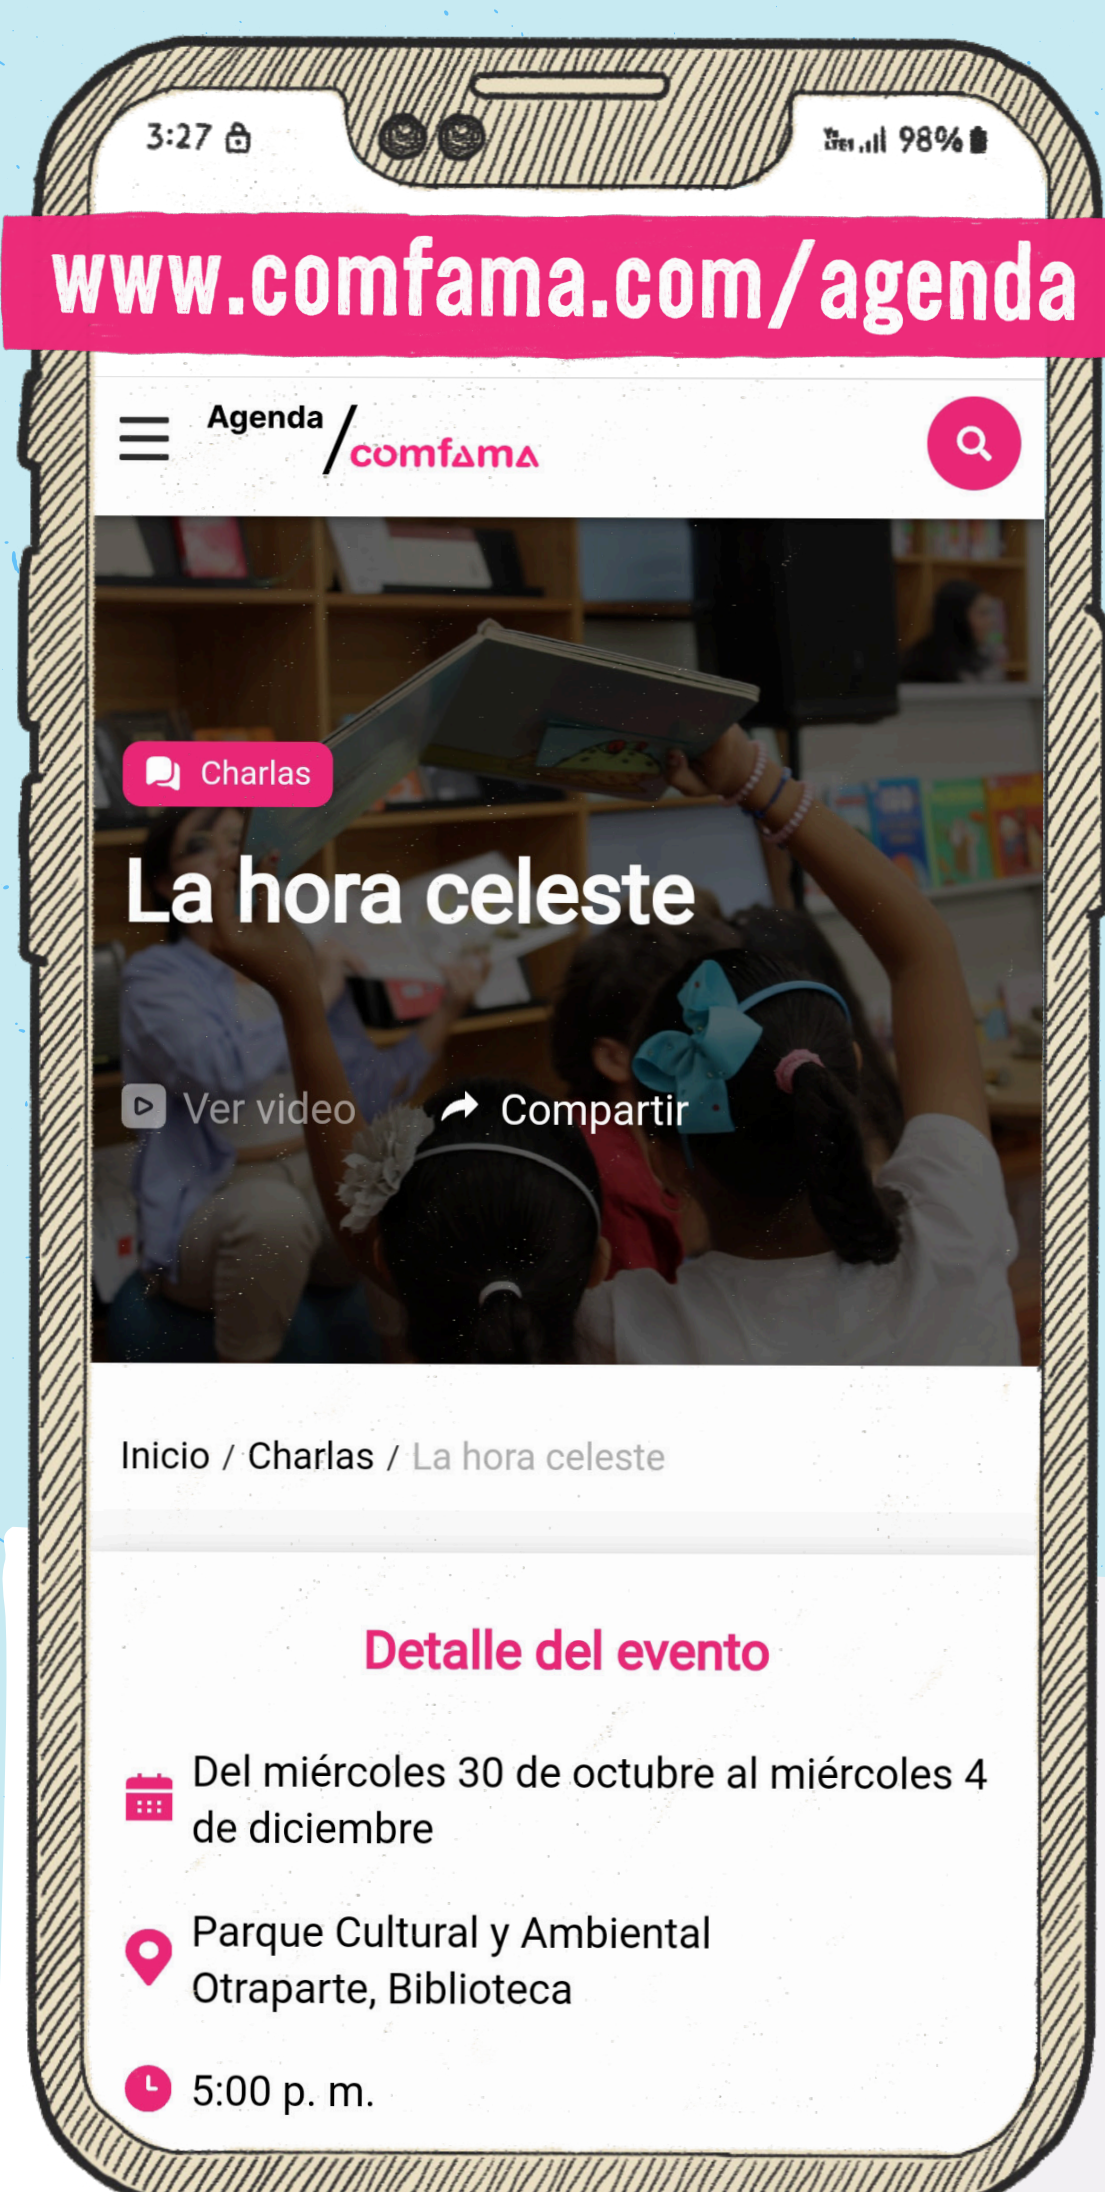 3:27 98%
www.comfama.com/agenda
Agenda
comfama
Charlas
La hora celeste
Ver video Compartir
Inicio / Charlas / La hora celeste
Detalle del evento
Del miércoles 30 de octubre al miércoles 4
de diciembre
Parque Cultural y Ambiental
Otraparte, Biblioteca
5:00 p. m.